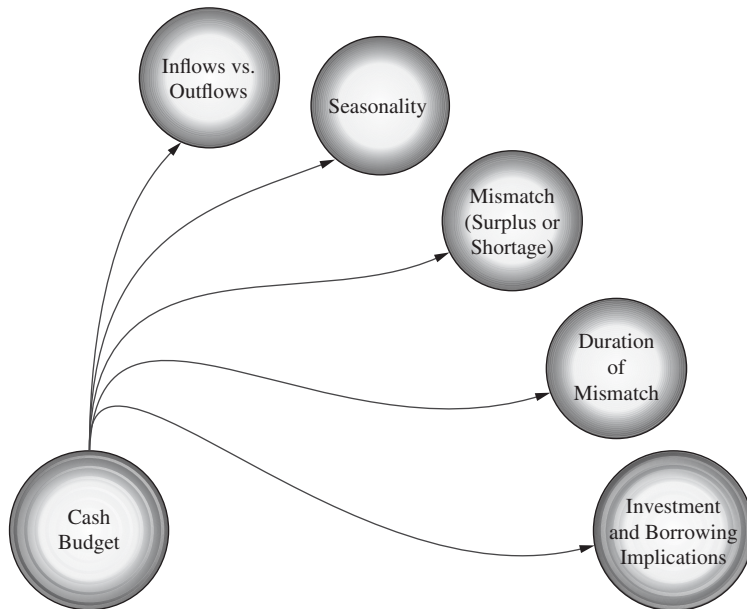 Inflows vs.
Outflows
Seasonality
Mismatch
(Surplus or
Shortage)
Duration
of
Mismatch
Cash
Budget
Investment
and Borrowing
Implications